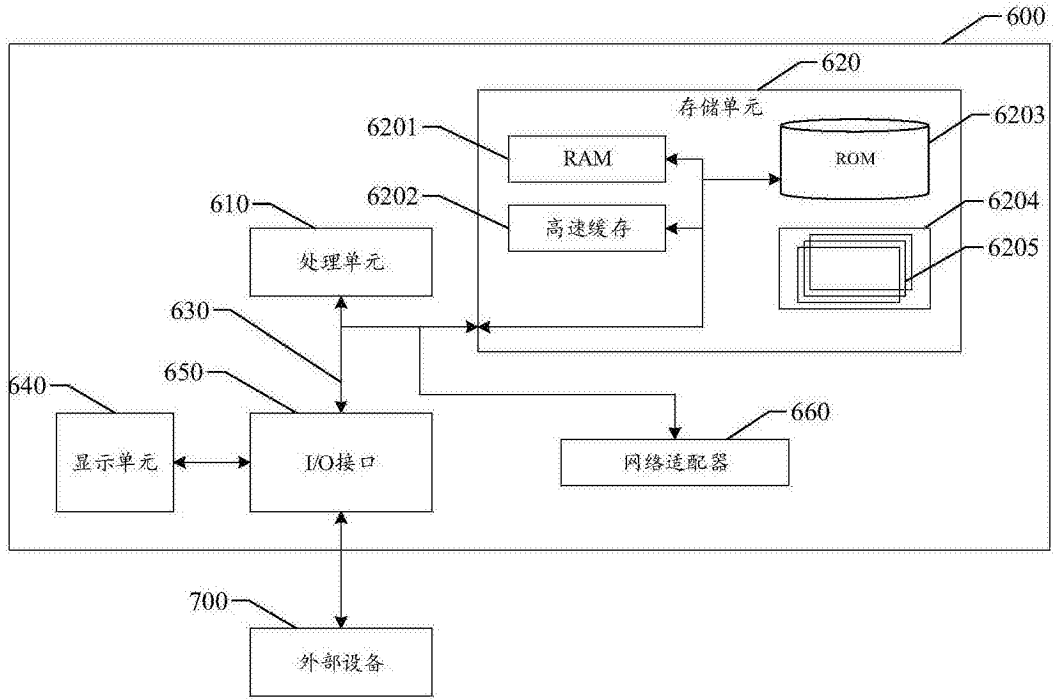 600
620
存储单元
6201
RAM
6203
ROM
6202
高速缓存
6204
6205
610
处理单元
630
640
650
660
显示单元
I/O接口
网络适配器
700
外部设备